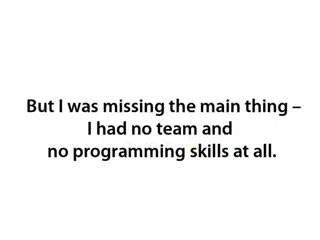 But I was missing the main thing –
I had no team and
no programming skills at all.